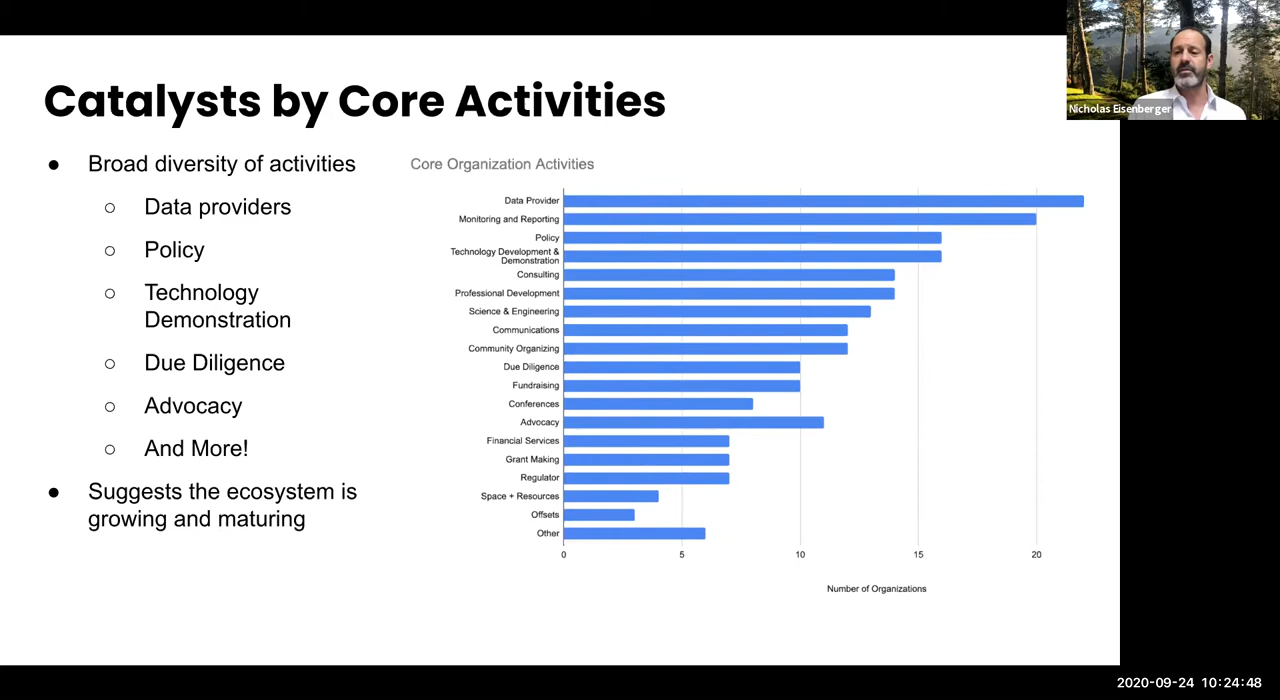 Catalysts by Core Activities
Nicholas Eisenberger
● Broad diversity of activities
○ Data providers
○ Policy
○ Technology
Demonstration
○ Due Diligence
○ Advocacy
○ And More!
● Suggests the ecosystem is
growing and maturing
Core Organization Activities
Data Provider
Monitoring and Reporting
Policy
Technology Development &
Demonstration
Consulting
Professional Development
Science & Engineering
Communications
Community Organizing
Due Diligence
Fundraising
Conferences
Advocacy
Financial Services
Grant Making
Regulator
Space + Resources
Offsets
Other
0 5 10 15 20
Number of Organizations
2020-09-24 10:24:48